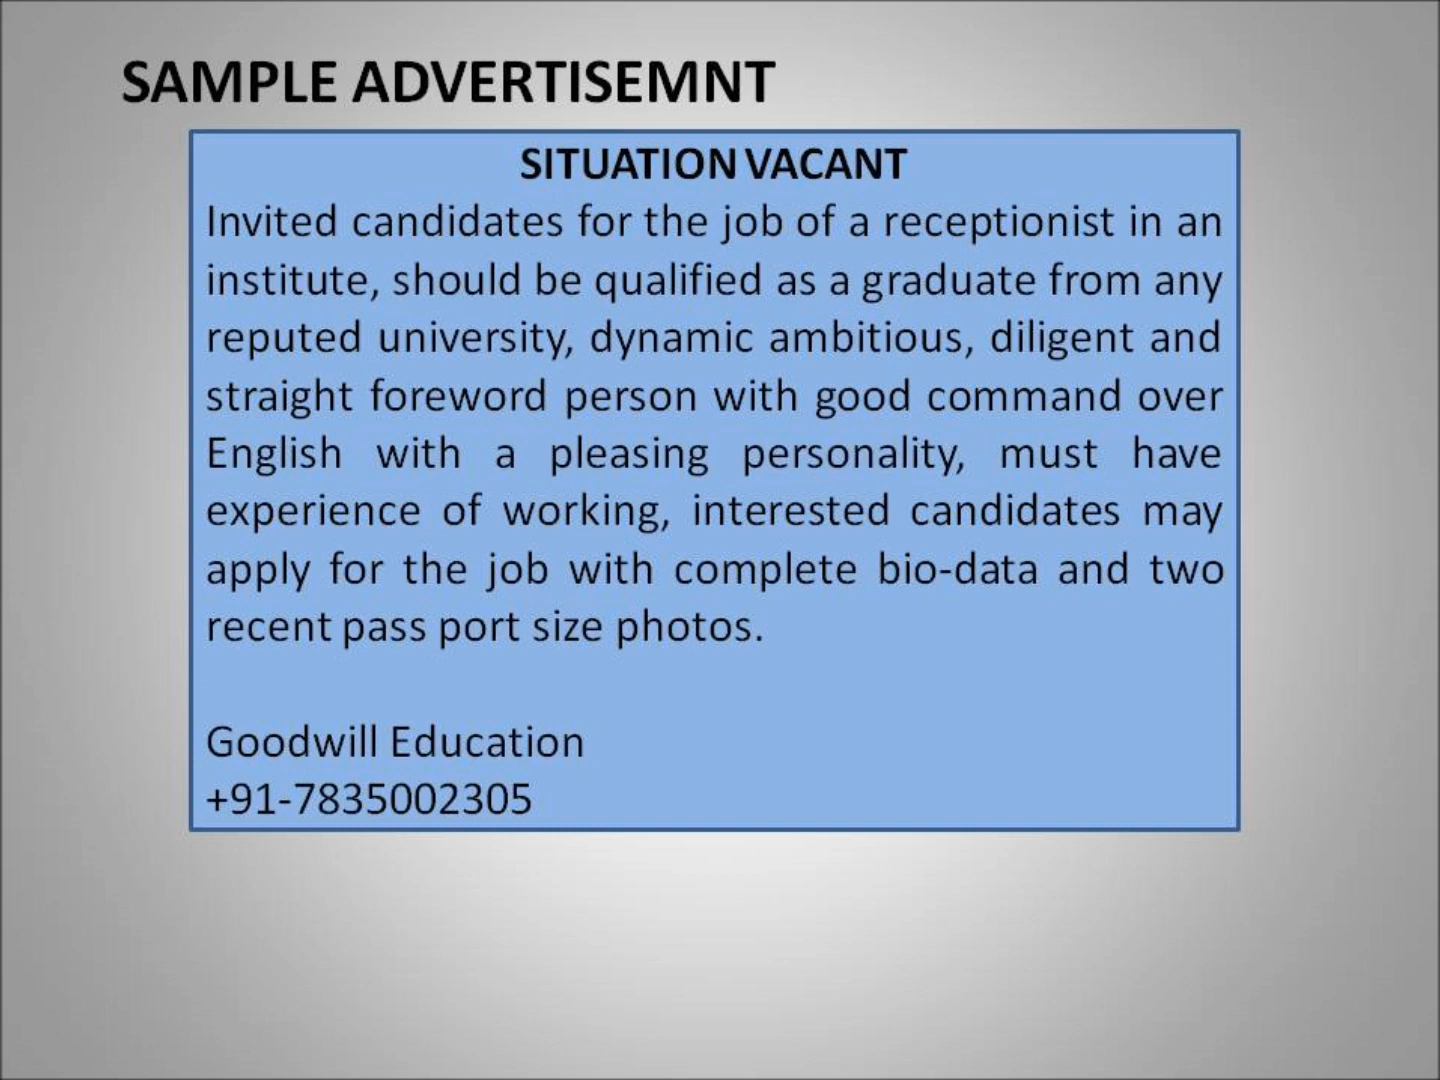 SAMPLE ADVERTISEMNT
SITUATION VACANT
Invited candidates for the job of a receptionist in an
institute, should be qualified as a graduate from any
reputed university, dynamic ambitious, diligent and
straight foreword person with good command over
English with a pleasing personality, must have
experience of working, interested candidates may
apply for the job with complete bio-data and two
recent pass port size photos.
Goodwill Education
+91-7835002305